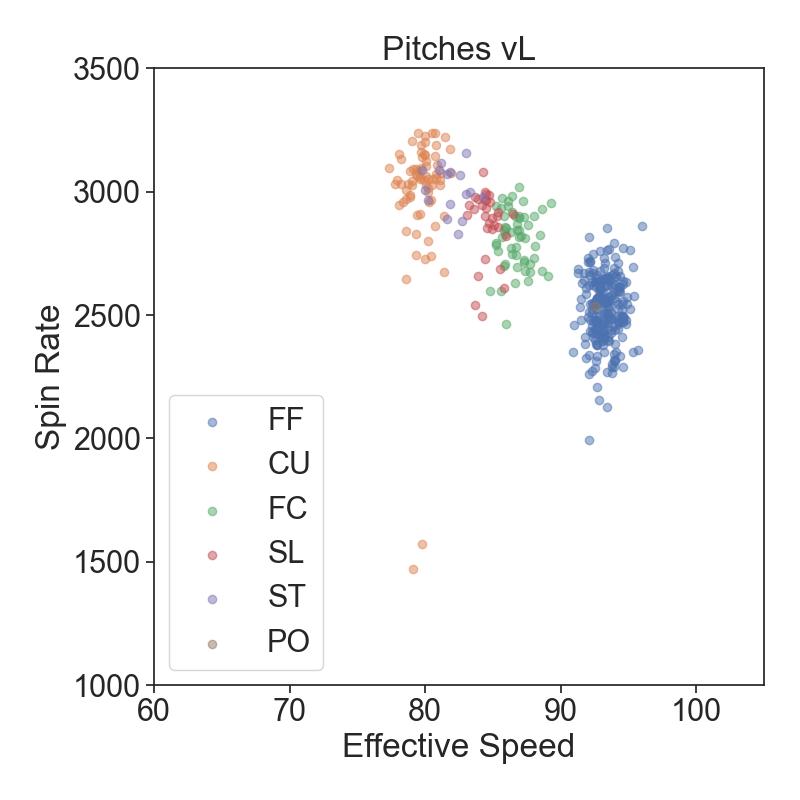 Pitches vL
3500
3000
2500
2000
1500
1000
Spin Rate
FF
CU
FC
SL
ST
PO
60 70 80 90 100
Effective Speed